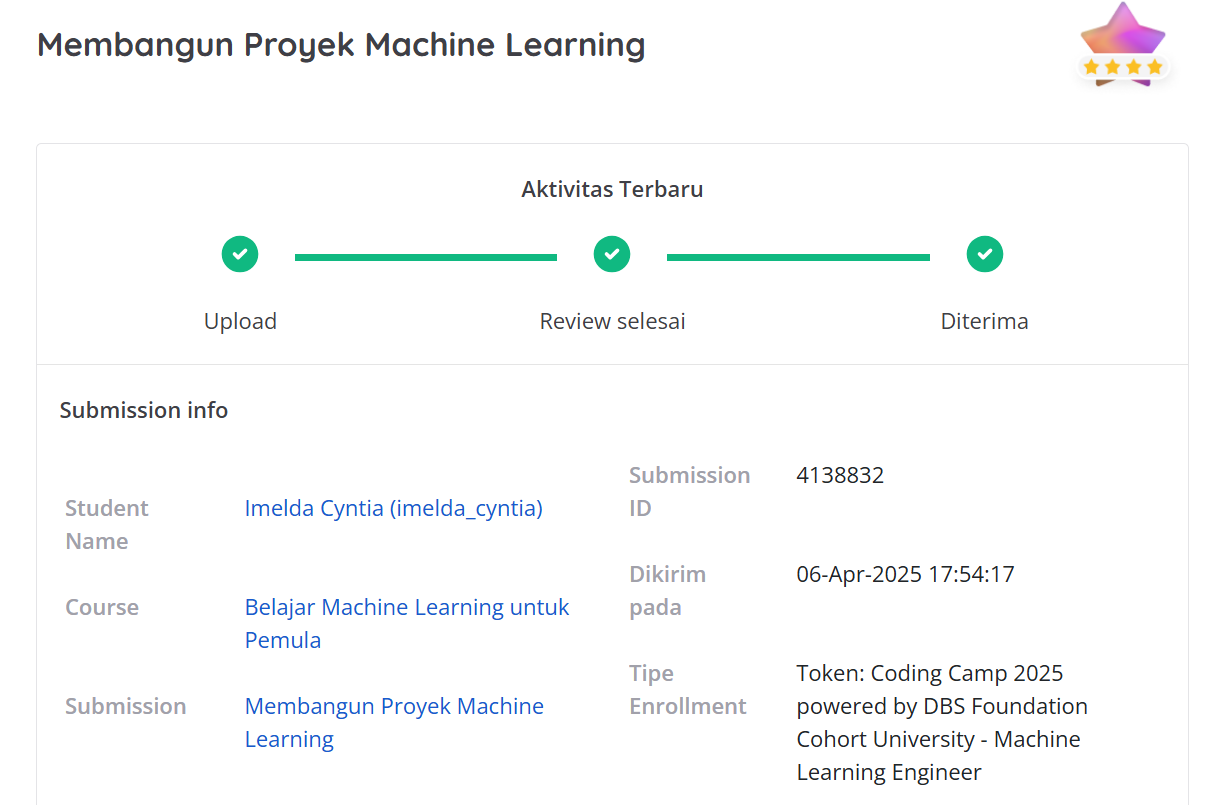 Membangun Proyek Machine Learning
Aktivitas Terbaru
Upload
Review selesai
Diterima
Submission info
Student
Name
Imelda Cyntia (imelda_cyntia)
Course
Belajar Machine Learning untuk
Pemula
Submission
Membangun Proyek Machine
Learning
Submission
ID
4138832
Dikirim
pada
06-Apr-2025 17:54:17
Tipe
Enrollment
Token: Coding Camp 2025
powered by DBS Foundation
Cohort University - Machine
Learning Engineer